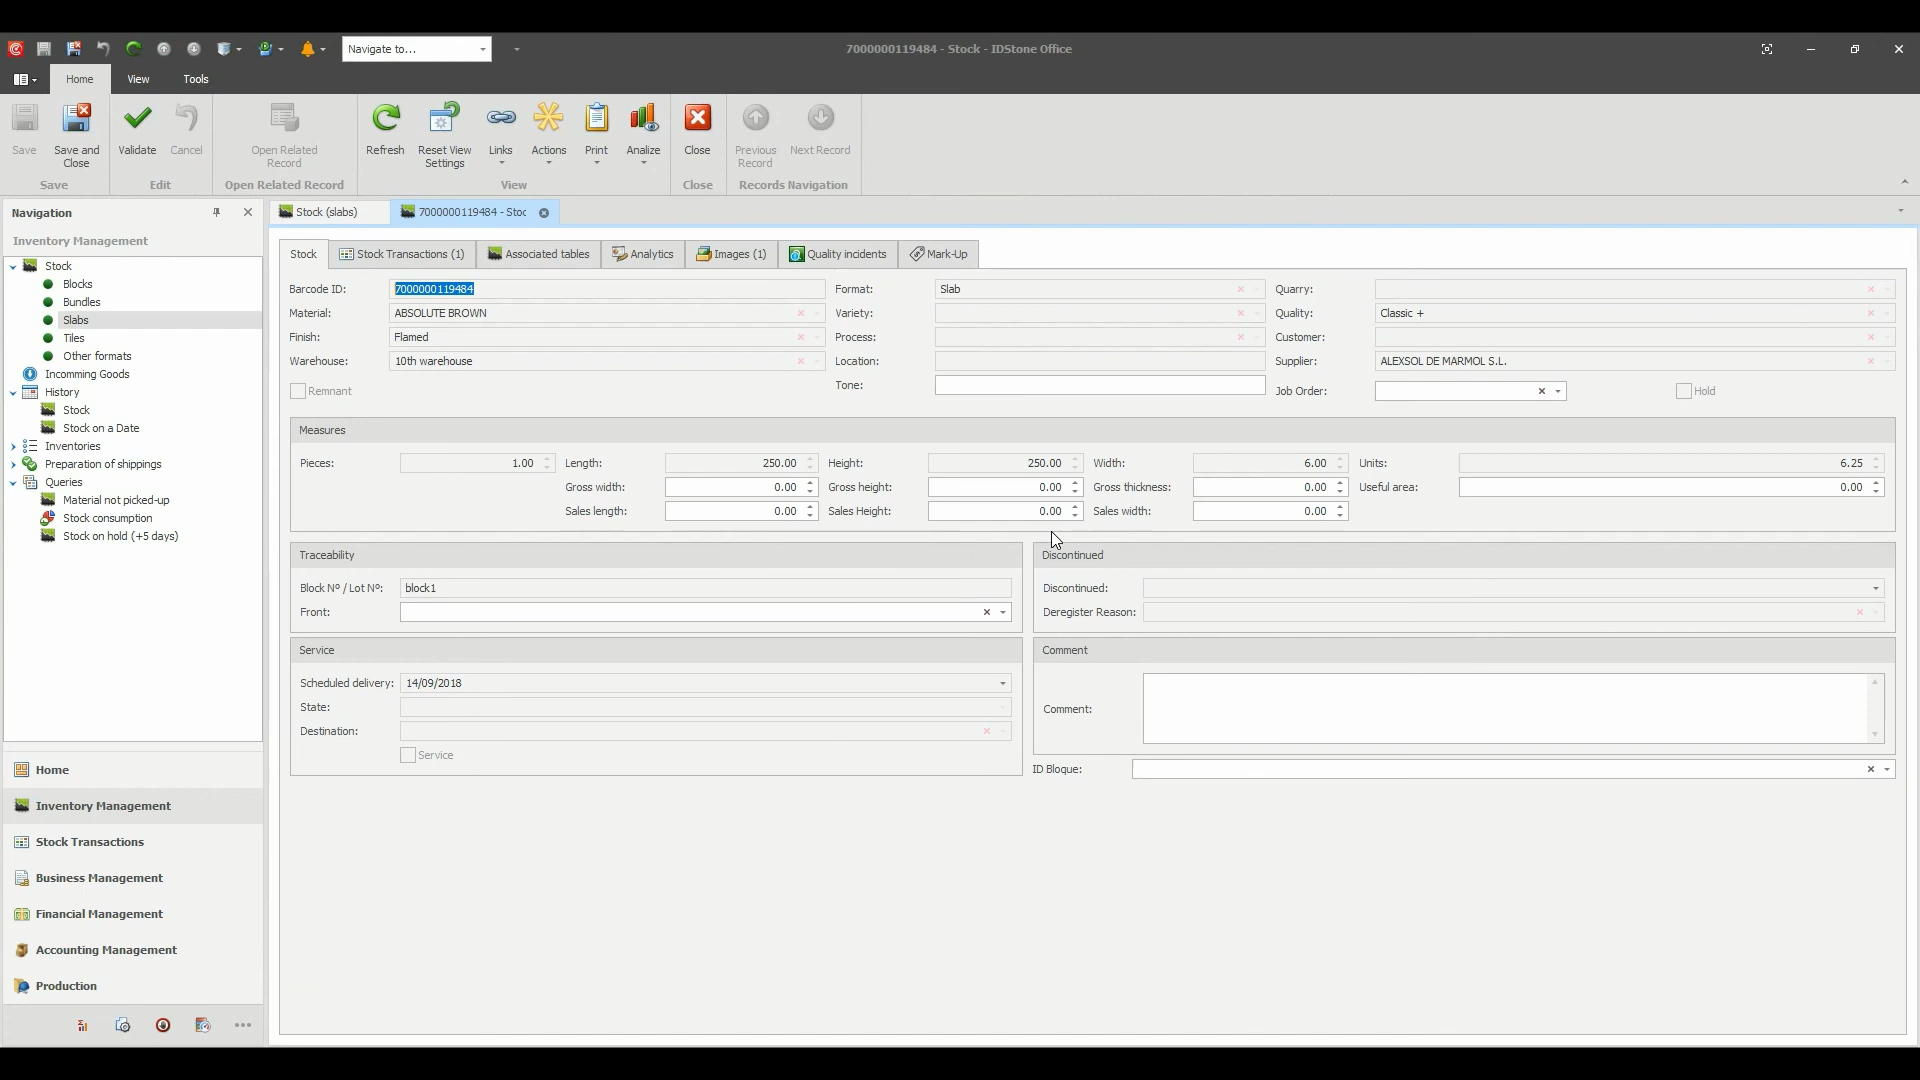 Navigate to...
7000000119484 - Stock - IDStone Office
Home
View
Tools
Save
Save and Close
Validate
Cancel
Open Related Record
Refresh
Reset View Settings
Links
Actions
Print
Analize
Close
Previous Record
Next Record
Save
Edit
Open Related Record
View
Close
Records Navigation
Navigation
Inventory Management
Stock
Blocks
Bundles
Slabs
Tiles
Other formats
Incomming Goods
History
Stock
Stock on a Date
Inventories
Preparation of shippings
Queries
Material not picked-up
Stock consumption
Stock on hold (+5 days)
Home
Inventory Management
Stock Transactions
Business Management
Financial Management
Accounting Management
Production
Stock (slabs)
7000000119484 - Stoc
Stock
Stock Transactions (1)
Associated tables
Analytics
Images (1)
Quality incidents
Mark-Up
Barcode ID: 7000000119484 Format: Slab Quarry:
Material: ABSOLUTE BROWN Variety: Quality: Classic +
Finish: Flamed Process: Customer:
Warehouse: 10th warehouse Location: Supplier: ALEXSOL DE MARMOL S.L.
Remnant Tone: Job Order: Hold
Measures
Pieces: 1.00 Length: 250.00 Height: 250.00 Width: 6.00 Units: 6.25
Gross width: 0.00 Gross height: 0.00 Gross thickness: 0.00 Useful area: 0.00
Sales length: 0.00 Sales Height: 0.00 Sales width: 0.00
Traceability
Block Nº / Lot Nº: block1
Front:
Discontinued
Discontinued:
Deregister Reason:
Service
Scheduled delivery: 14/09/2018
State:
Destination:
Service
Comment
Comment:
ID Bloque: